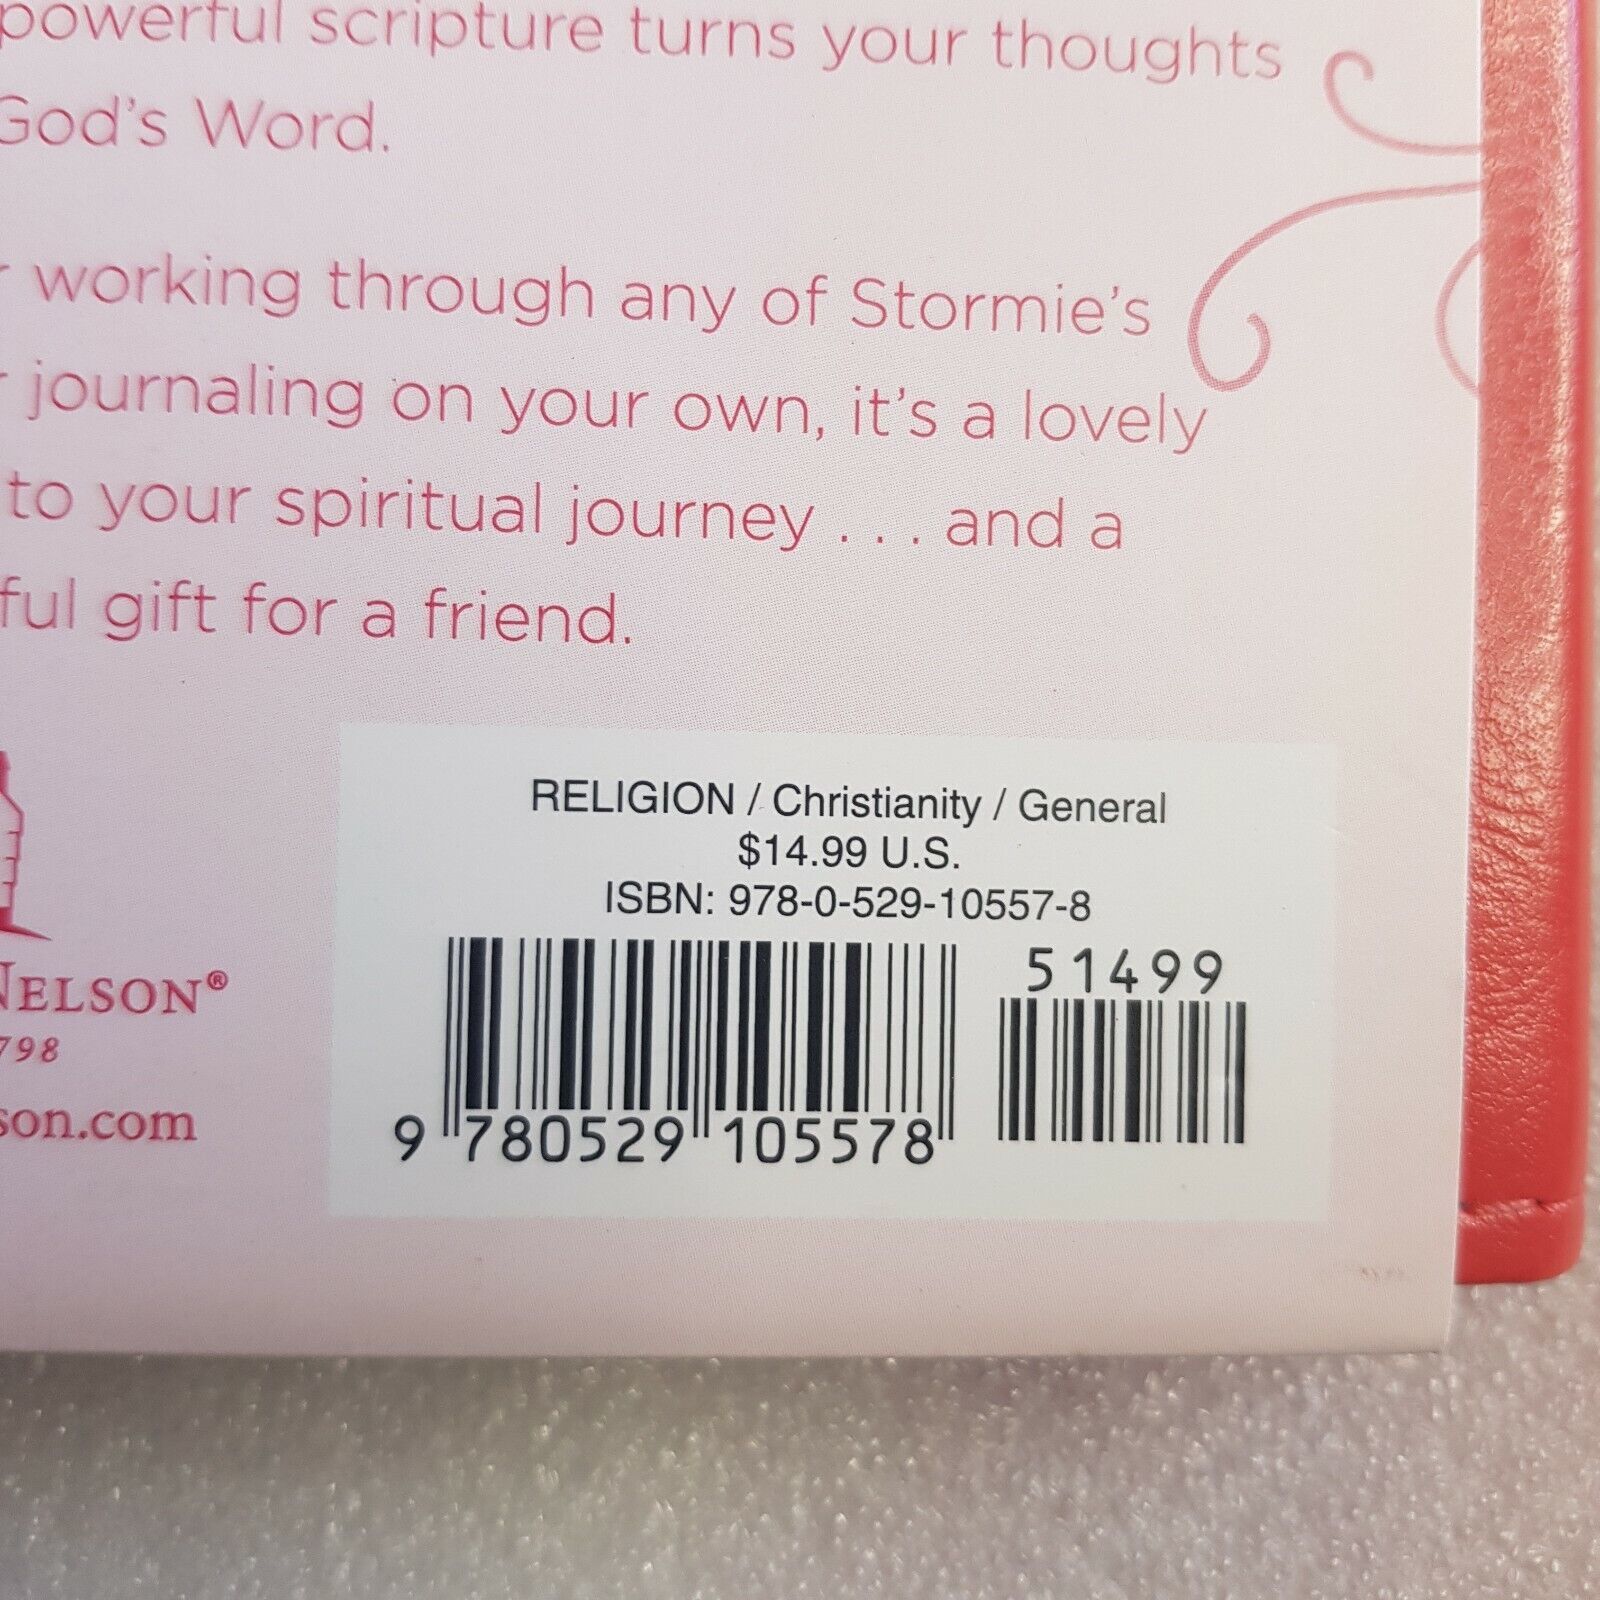 powerful scripture turns your thoughts
God's Word.
working through any of Stormie's
journaling on your own, it's a lovely
to your spiritual journey . . . and a
ful gift for a friend.
RELIGION / Christianity / General
$14.99 U.S.
ISBN: 978-0-529-10557-8
51499
9 780529 105578
NELSON®
798
son.com